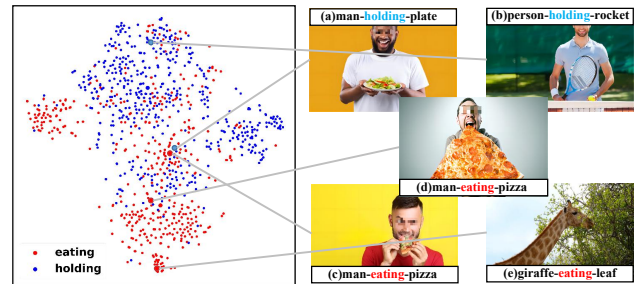 (a)man-holding-plate
(b)person-holding-rocket
(d)man-eating-pizza
eating
holding
(c)man-eating-pizza
(e)giraffe-eating-leaf